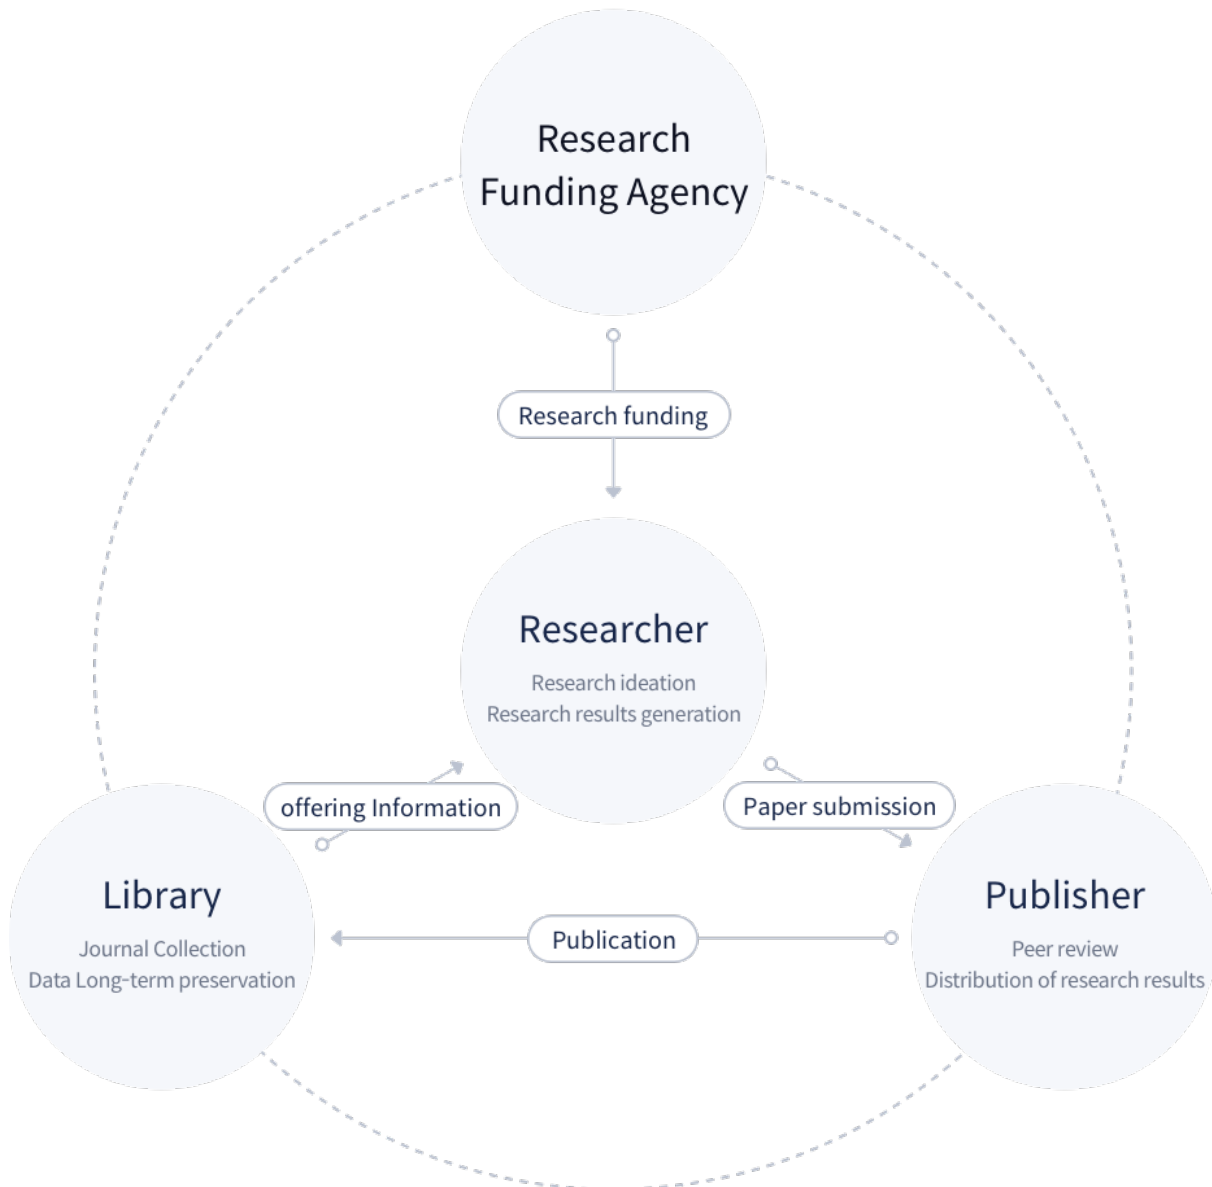 Research
Funding Agency
Research funding
Researcher
Research ideation
Research results generation
offering Information
Paper submission
Library
Journal Collection
Data Long-term preservation
Publication
Publisher
Peer review
Distribution of research results